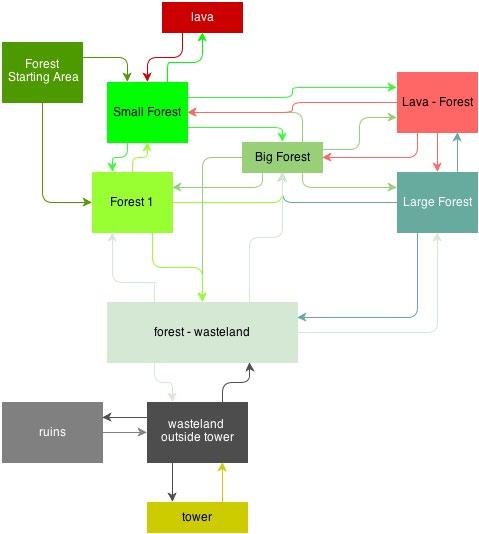 lava
Forest
Starting Area
Small Forest
Lava - Forest
Big Forest
Forest 1
Large Forest
forest - wasteland
ruins
wasteland
outside tower
tower